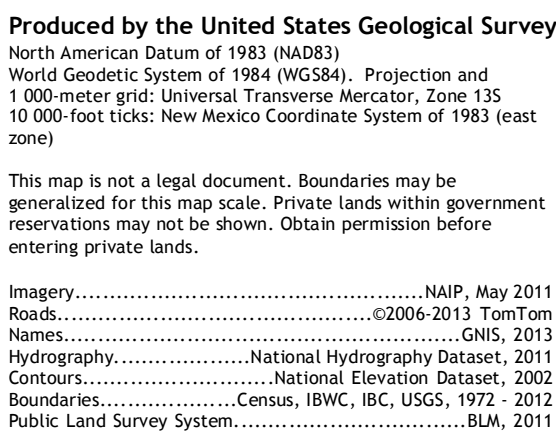 Produced by the United States Geological Survey
North American Datum of 1983 (NAD83)
World Geodetic System of 1984 (WGS84).  Projection and
1 000-meter grid: Universal Transverse Mercator, Zone 13S
10 000-foot ticks: New Mexico Coordinate System of 1983 (east
zone)
This map is not a legal document. Boundaries may be
generalized for this map scale. Private lands within government
reservations may not be shown. Obtain permission before
entering private lands.
Imagery.....................................................NAIP, May 2011
Roads................................................©2006-2013 TomTom
Names............................................................GNIS, 2013
Hydrography.....................National Hydrography Dataset, 2011
Contours.............................National Elevation Dataset, 2002
Boundaries.....................Census, IBWC, IBC, USGS, 1972 - 2012
Public Land Survey System...................................BLM, 2011